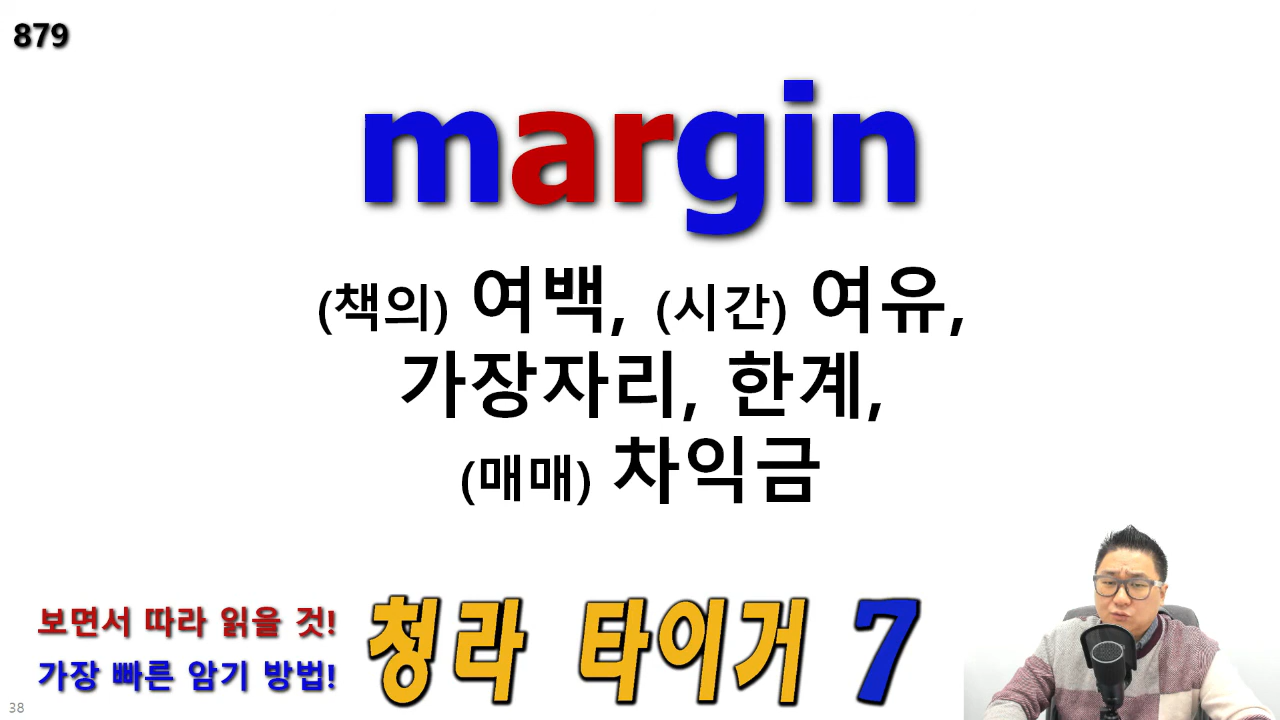 879
margin
(책의) 여백, (시간) 여유,
가장자리, 한계,
(매매) 차익금
보면서 따라 읽을 것!
가장 빠른 암기 방법!
청라 타이거 7
38